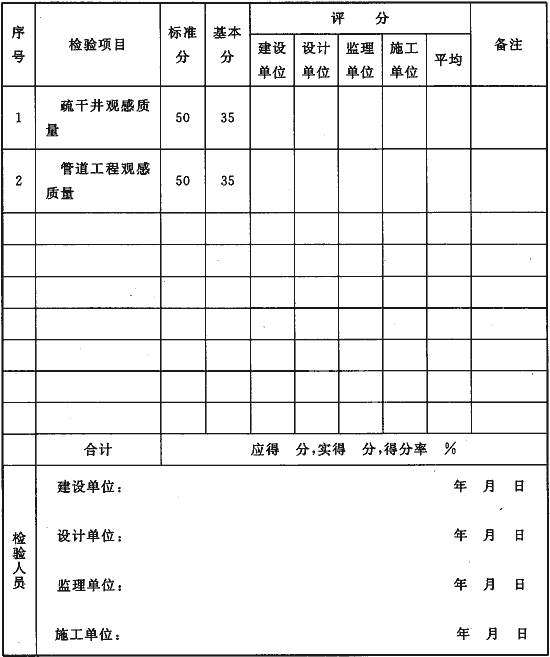 序号 检验项目 标准分 基本分 评 分 备注
建设单位 设计单位 监理单位 施工单位 平均
1 疏干井观感质量 50 35
2 管道工程观感质量 50 35
合计 应得 分,实得 分,得分率 %
检验人员
建设单位: 年 月 日
设计单位: 年 月 日
监理单位: 年 月 日
施工单位: 年 月 日